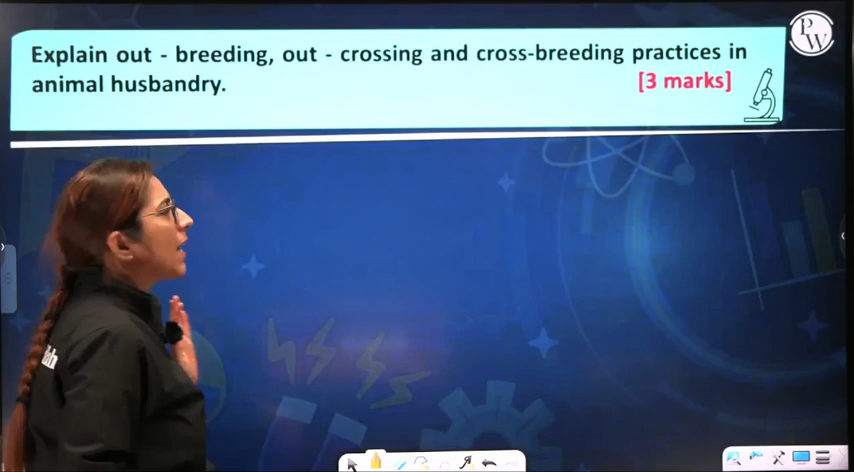 Explain out - breeding, out - crossing and cross-breeding practices in
animal husbandry. [3 marks]
P
W